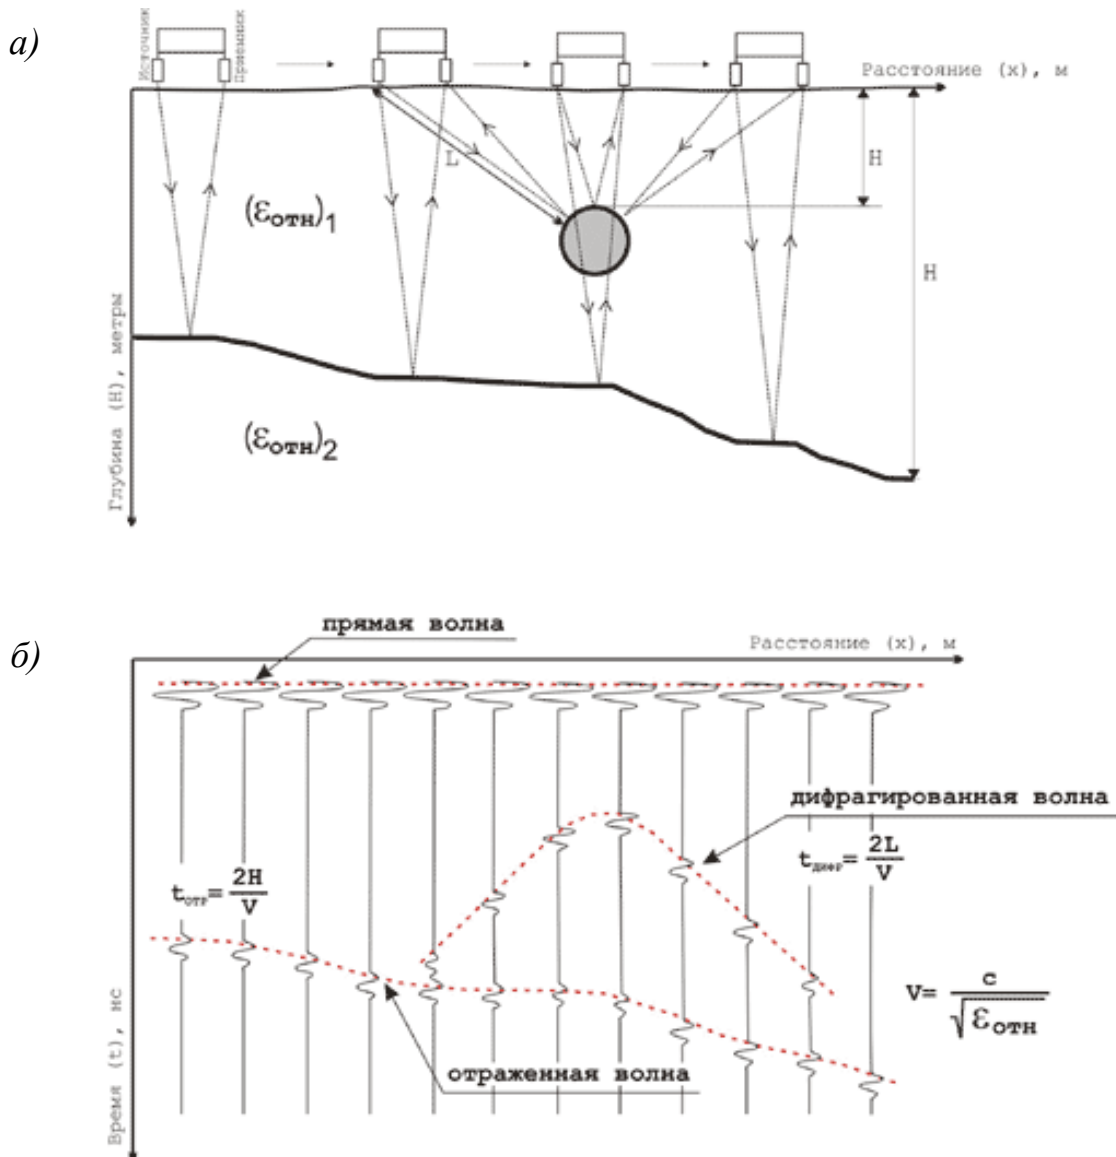 а)
Источник
Приемник
Расстояние (x), м
L
H
(εотн)1
H
Глубина (H), метры
(εотн)2
б)
прямая волна
Расстояние (x), м
дифрагированная волна
tдифр= 2L
V
tотр= 2H
V
V= c
√εотн
отраженная волна
Время (t), нс